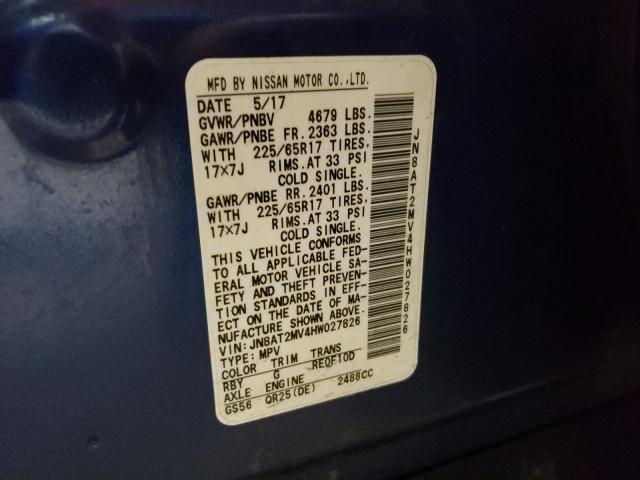 MFD BY NISSAN MOTOR CO.,LTD.
DATE 5/17
GVWR/PNBV 4679 LBS.
GAWR/PNBE FR. 2363 LBS.
WITH 225/65R17 TIRES,
17×7J RIMS.AT 33 PSI
COLD SINGLE.
GAWR/PNBE RR. 2401 LBS.
WITH 225/65R17 TIRES,
17×7J RIMS.AT 33 PSI
COLD SINGLE.
THIS VEHICLE CONFORMS
TO ALL APPLICABLE FED-
ERAL MOTOR VEHICLE SA-
FETY AND THEFT PREVEN-
TION STANDARDS IN EFF-
ECT ON THE DATE OF MA-
NUFACTURE SHOWN ABOVE.
VIN: JN8AT2MV4HW027826
TYPE: MPV
COLOR TRIM TRANS
RBY G RE0F10D
AXLE ENGINE
GS56 QR25(DE) 2488CC
JN8AT2MV4HW027826